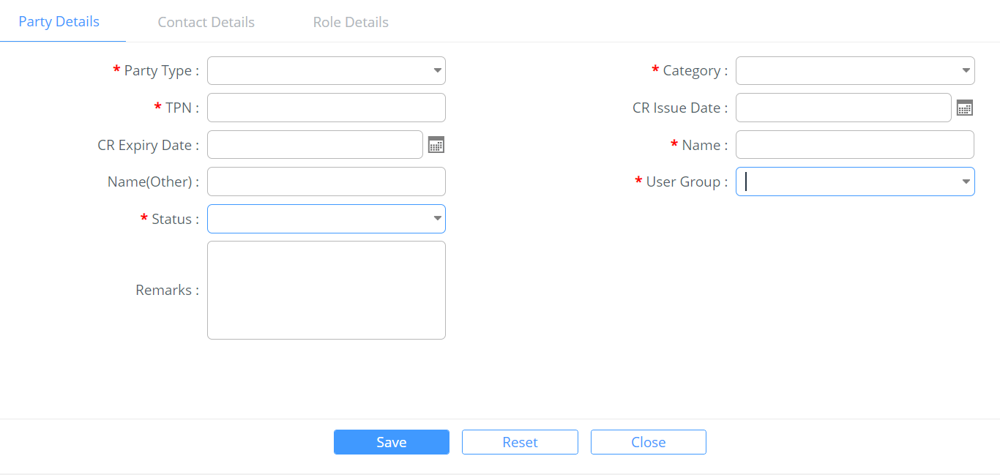 Party Details Contact Details Role Details
* Party Type : * Category :
* TPN : CR Issue Date :
CR Expiry Date : * Name :
Name(Other) : * User Group :
* Status :
Remarks :
Save Reset Close